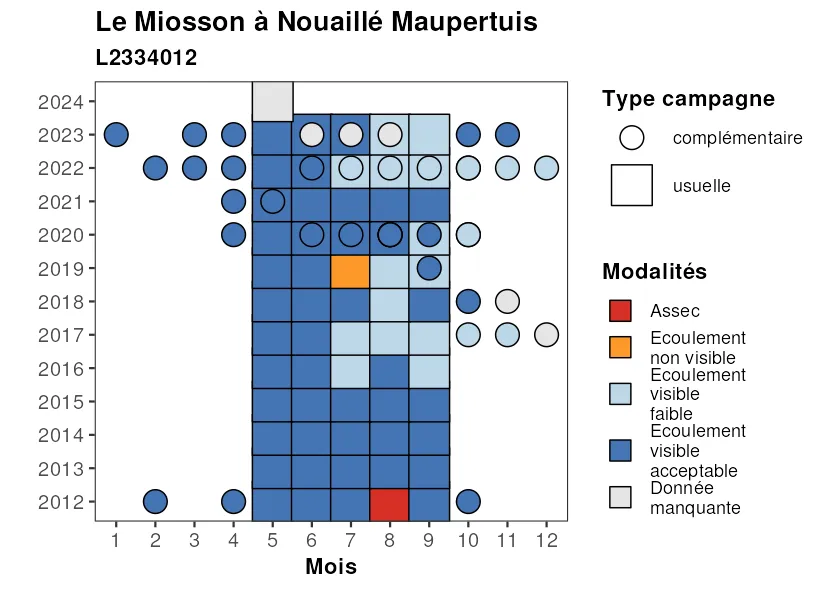 Le Miosson à Nouaillé Maupertuis
L2334012
2024
2023
2022
2021
2020
2019
2018
2017
2016
2015
2014
2013
2012
1 2 3 4 5 6 7 8 9 10 11 12
Mois
Type campagne
complémentaire
usuelle
Modalités
Assec
Ecoulement
non visible
Ecoulement
visible
faible
Ecoulement
visible
acceptable
Donnée
manquante